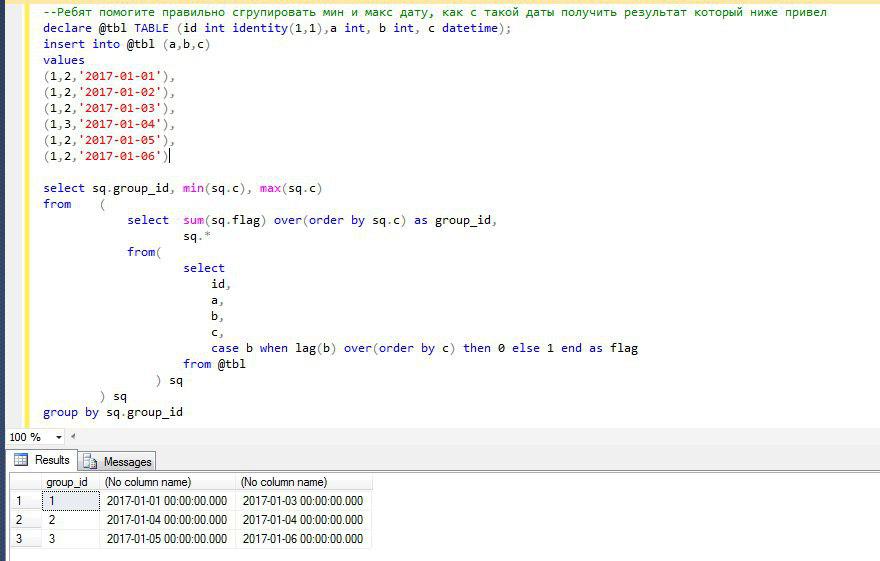 --Ребят помогите правильно сгрупировать мин и макс дату, как с такой даты получить результат который ниже привел
declare @tbl TABLE (id int identity(1,1),a int, b int, c datetime);
insert into @tbl (a,b,c)
values
(1,2,'2017-01-01'),
(1,2,'2017-01-02'),
(1,2,'2017-01-03'),
(1,3,'2017-01-04'),
(1,2,'2017-01-05'),
(1,2,'2017-01-06')
select sq.group_id, min(sq.c), max(sq.c)
from (
select sum(sq.flag) over(order by sq.c) as group_id,
sq.*
from(
select
id,
a,
b,
c,
case b when lag(b) over(order by c) then 0 else 1 end as flag
from @tbl
) sq
) sq
group by sq.group_id
100 %
Results Messages
group_id (No column name) (No column name)
1 1 2017-01-01 00:00:00.000 2017-01-03 00:00:00.000
2 2 2017-01-04 00:00:00.000 2017-01-04 00:00:00.000
3 3 2017-01-05 00:00:00.000 2017-01-06 00:00:00.000